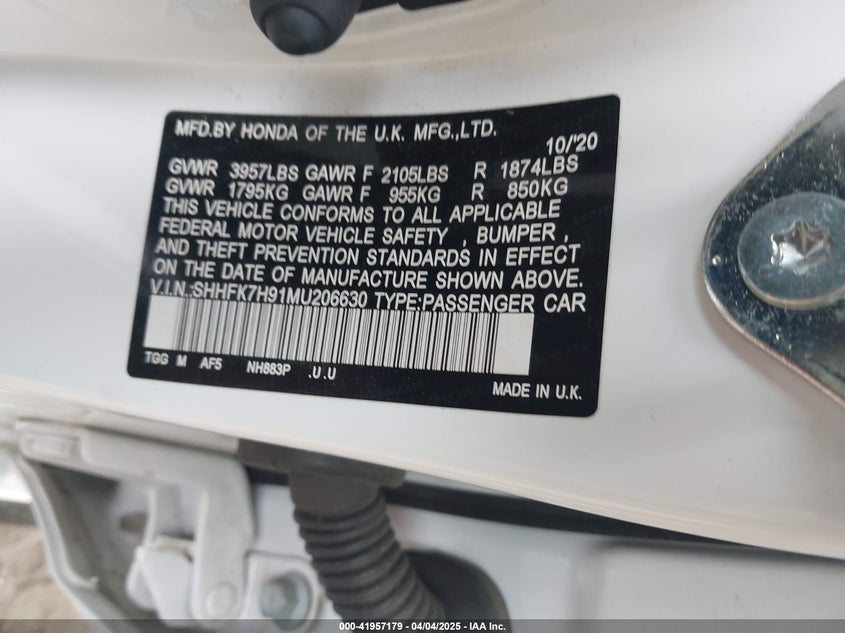 MFD.BY HONDA OF THE U.K. MFG.,LTD.
10/'20
GVWR 3957LBS GAWR F 2105LBS R 1874LBS
GVWR 1795KG GAWR F 955KG R 850KG
THIS VEHICLE CONFORMS TO ALL APPLICABLE
FEDERAL MOTOR VEHICLE SAFETY , BUMPER ,
AND THEFT PREVENTION STANDARDS IN EFFECT
ON THE DATE OF MANUFACTURE SHOWN ABOVE.
V.I.N.:SHHFK7H91MU206630 TYPE:PASSENGER CAR
TGG M AF5 NH883P .U.U
MADE IN U.K.
000-41957179 - 04/04/2025 - IAA Inc.